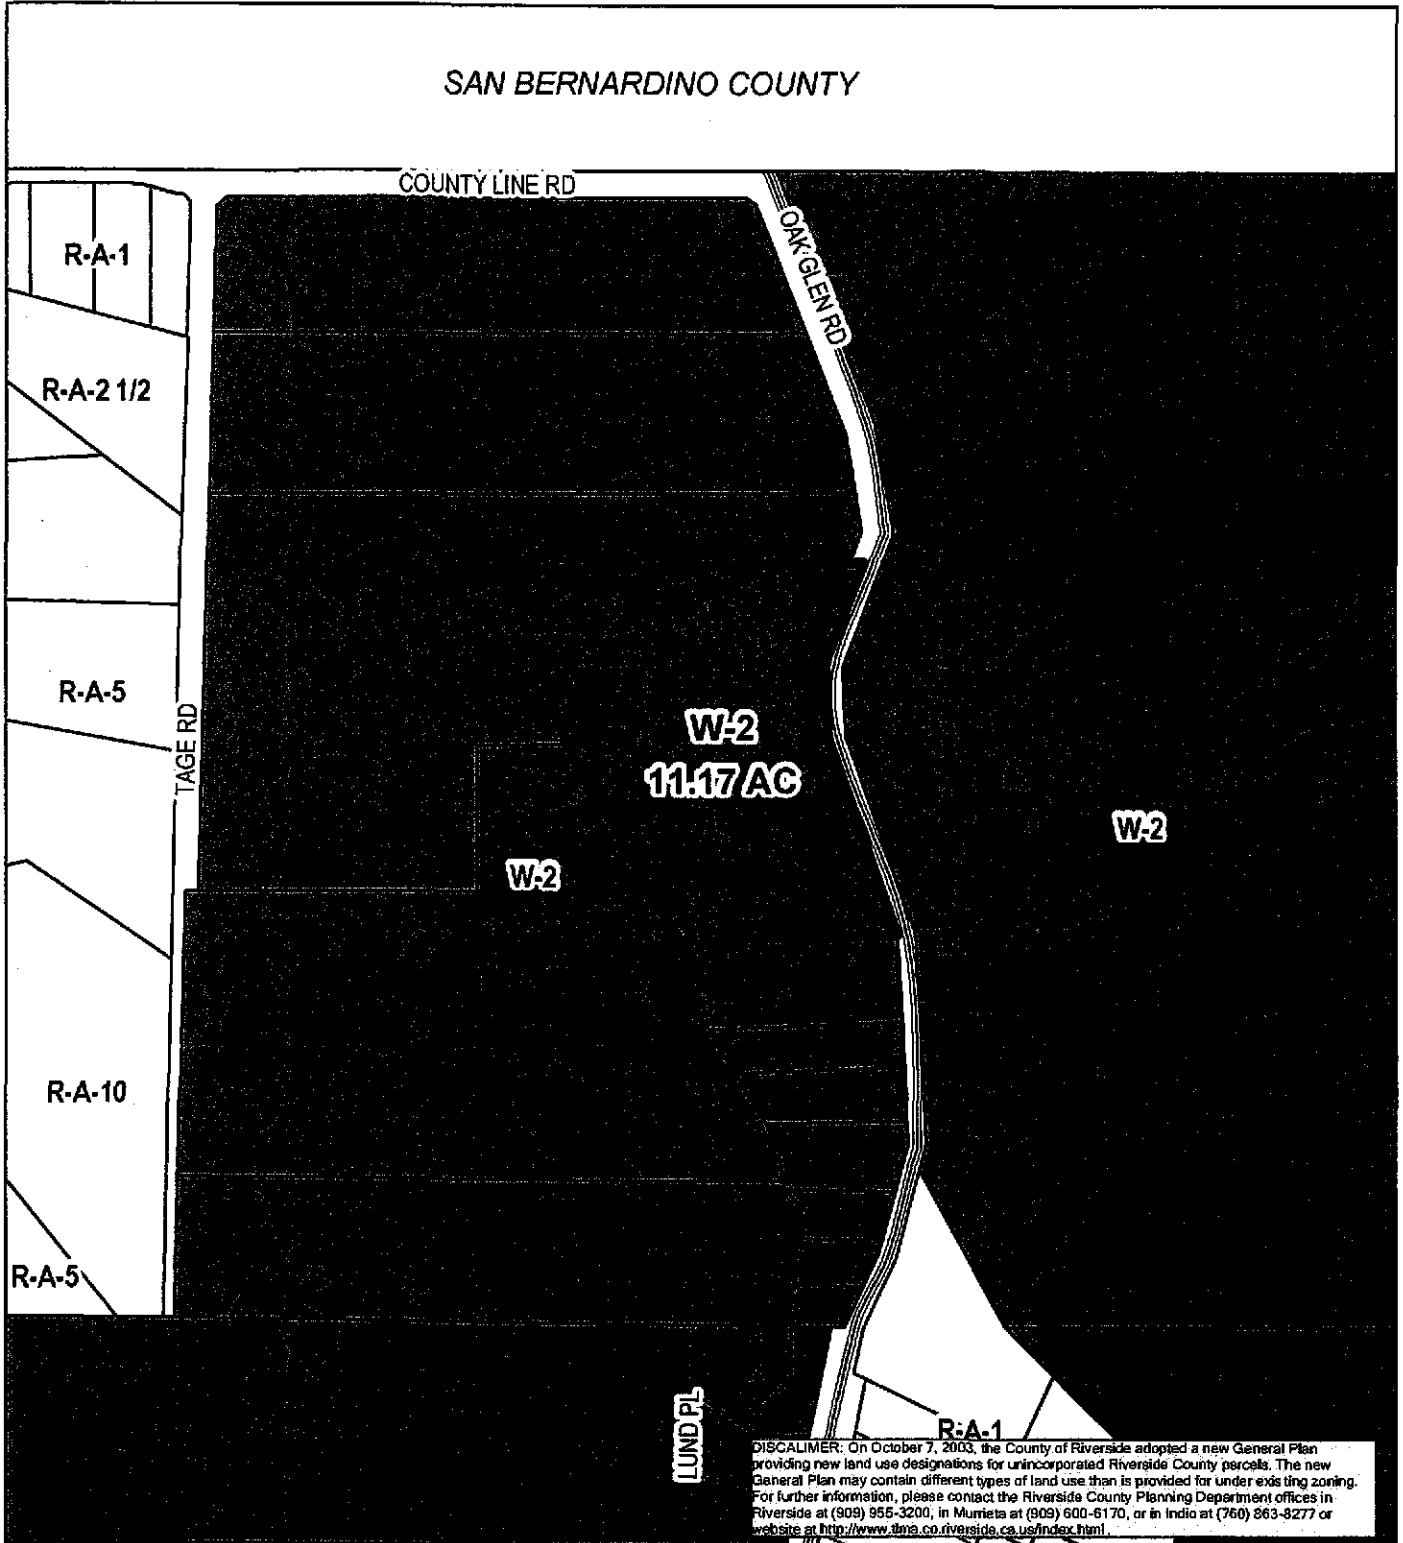 SAN BERNARDINO COUNTY
COUNTY LINE RD
OAK GLEN RD
R-A-1
R-A-2 1/2
R-A-5
TAGE RD
W-2
11.17 AC
W-2
W-2
R-A-10
R-A-5
LUND PL
R-A-1
DISCALIMER: On October 7, 2003, the County of Riverside adopted a new General Plan
providing new land use designations for unincorporated Riverside County parcels. The new
General Plan may contain different types of land use than is provided for under existing zoning.
For further information, please contact the Riverside County Planning Department offices in
Riverside at (909) 955-3200, in Murrieta at (909) 600-6170, or in Indio at (760) 863-8277 or
website at http://www.tlma.co.riverside.ca.us/index.html